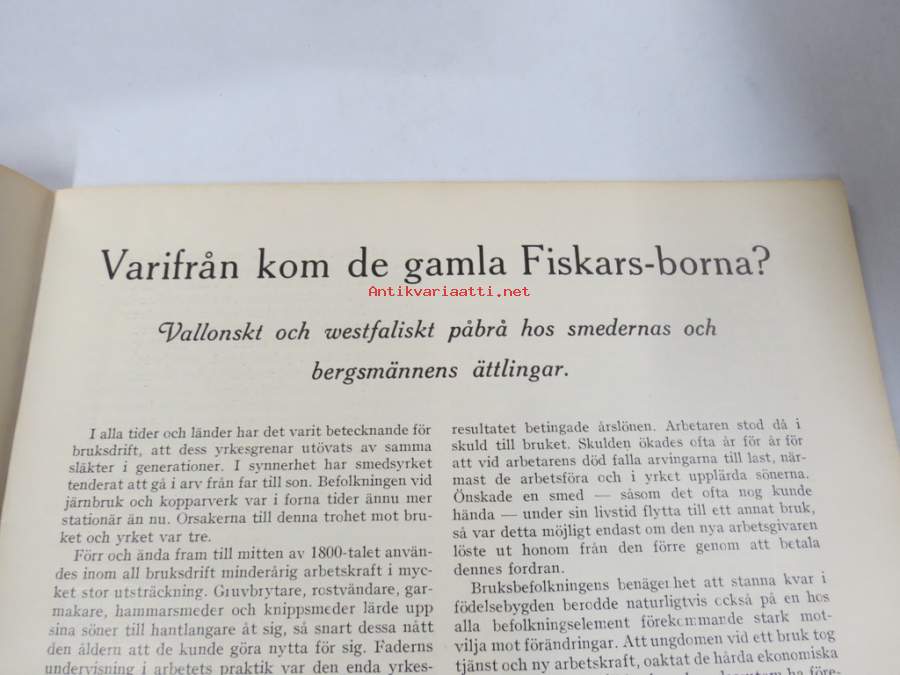 Varifrån kom de gamla Fiskars-borna?
Antikvariaatti.net
Vallonskt och westfaliskt påbrå hos smedernas och
bergsmännens ättlingar.
I alla tider och länder har det varit betecknande för
bruksdrift, att dess yrkesgrenar utövats av samma
släkter i generationer. I synnerhet har smedsyrket
tenderat att gå i arv från far till son. Befolkningen vid
järnbruk och kopparverk var i forna tider ännu mer
stationär än nu. Orsakerna till denna trohet mot bru-
ket och yrket var tre.
Förr och ända fram till mitten av 1800-talet använ-
des inom all bruksdrift minderårig arbetskraft i myc-
ket stor utsträckning. Gruvbrytare, rostvändare, gar-
makare, hammarsmeder och knippsmeder lärde upp
sina söner till hantlangare åt sig, så snart dessa nått
den åldern att de kunde göra nytta för sig. Faderns
undervisning i arbetets praktik var den enda yrkes-
resultatet betingade årslönen. Arbetaren stod då i
skuld till bruket. Skulden ökades ofta år för år för
att vid arbetarens död falla arvingarna till last, när-
mast de arbetsföra och i yrket upplärda sönerna.
Önskade en smed — såsom det ofta nog kunde
hända — under sin livstid flytta till ett annat bruk,
så var detta möjligt endast om den nya arbetsgivaren
löste ut honom från den förre genom att betala
dennes fordran.
Bruksbefolkningens benägenhet att stanna kvar i
födelsebygden berodde naturligtvis också på en hos
alla befolkningselement förekommande stark mot-
vilja mot förändringar. Att ungdomen vid ett bruk tog
tjänst och ny arbetskraft, oaktat de hårda ekonomiska